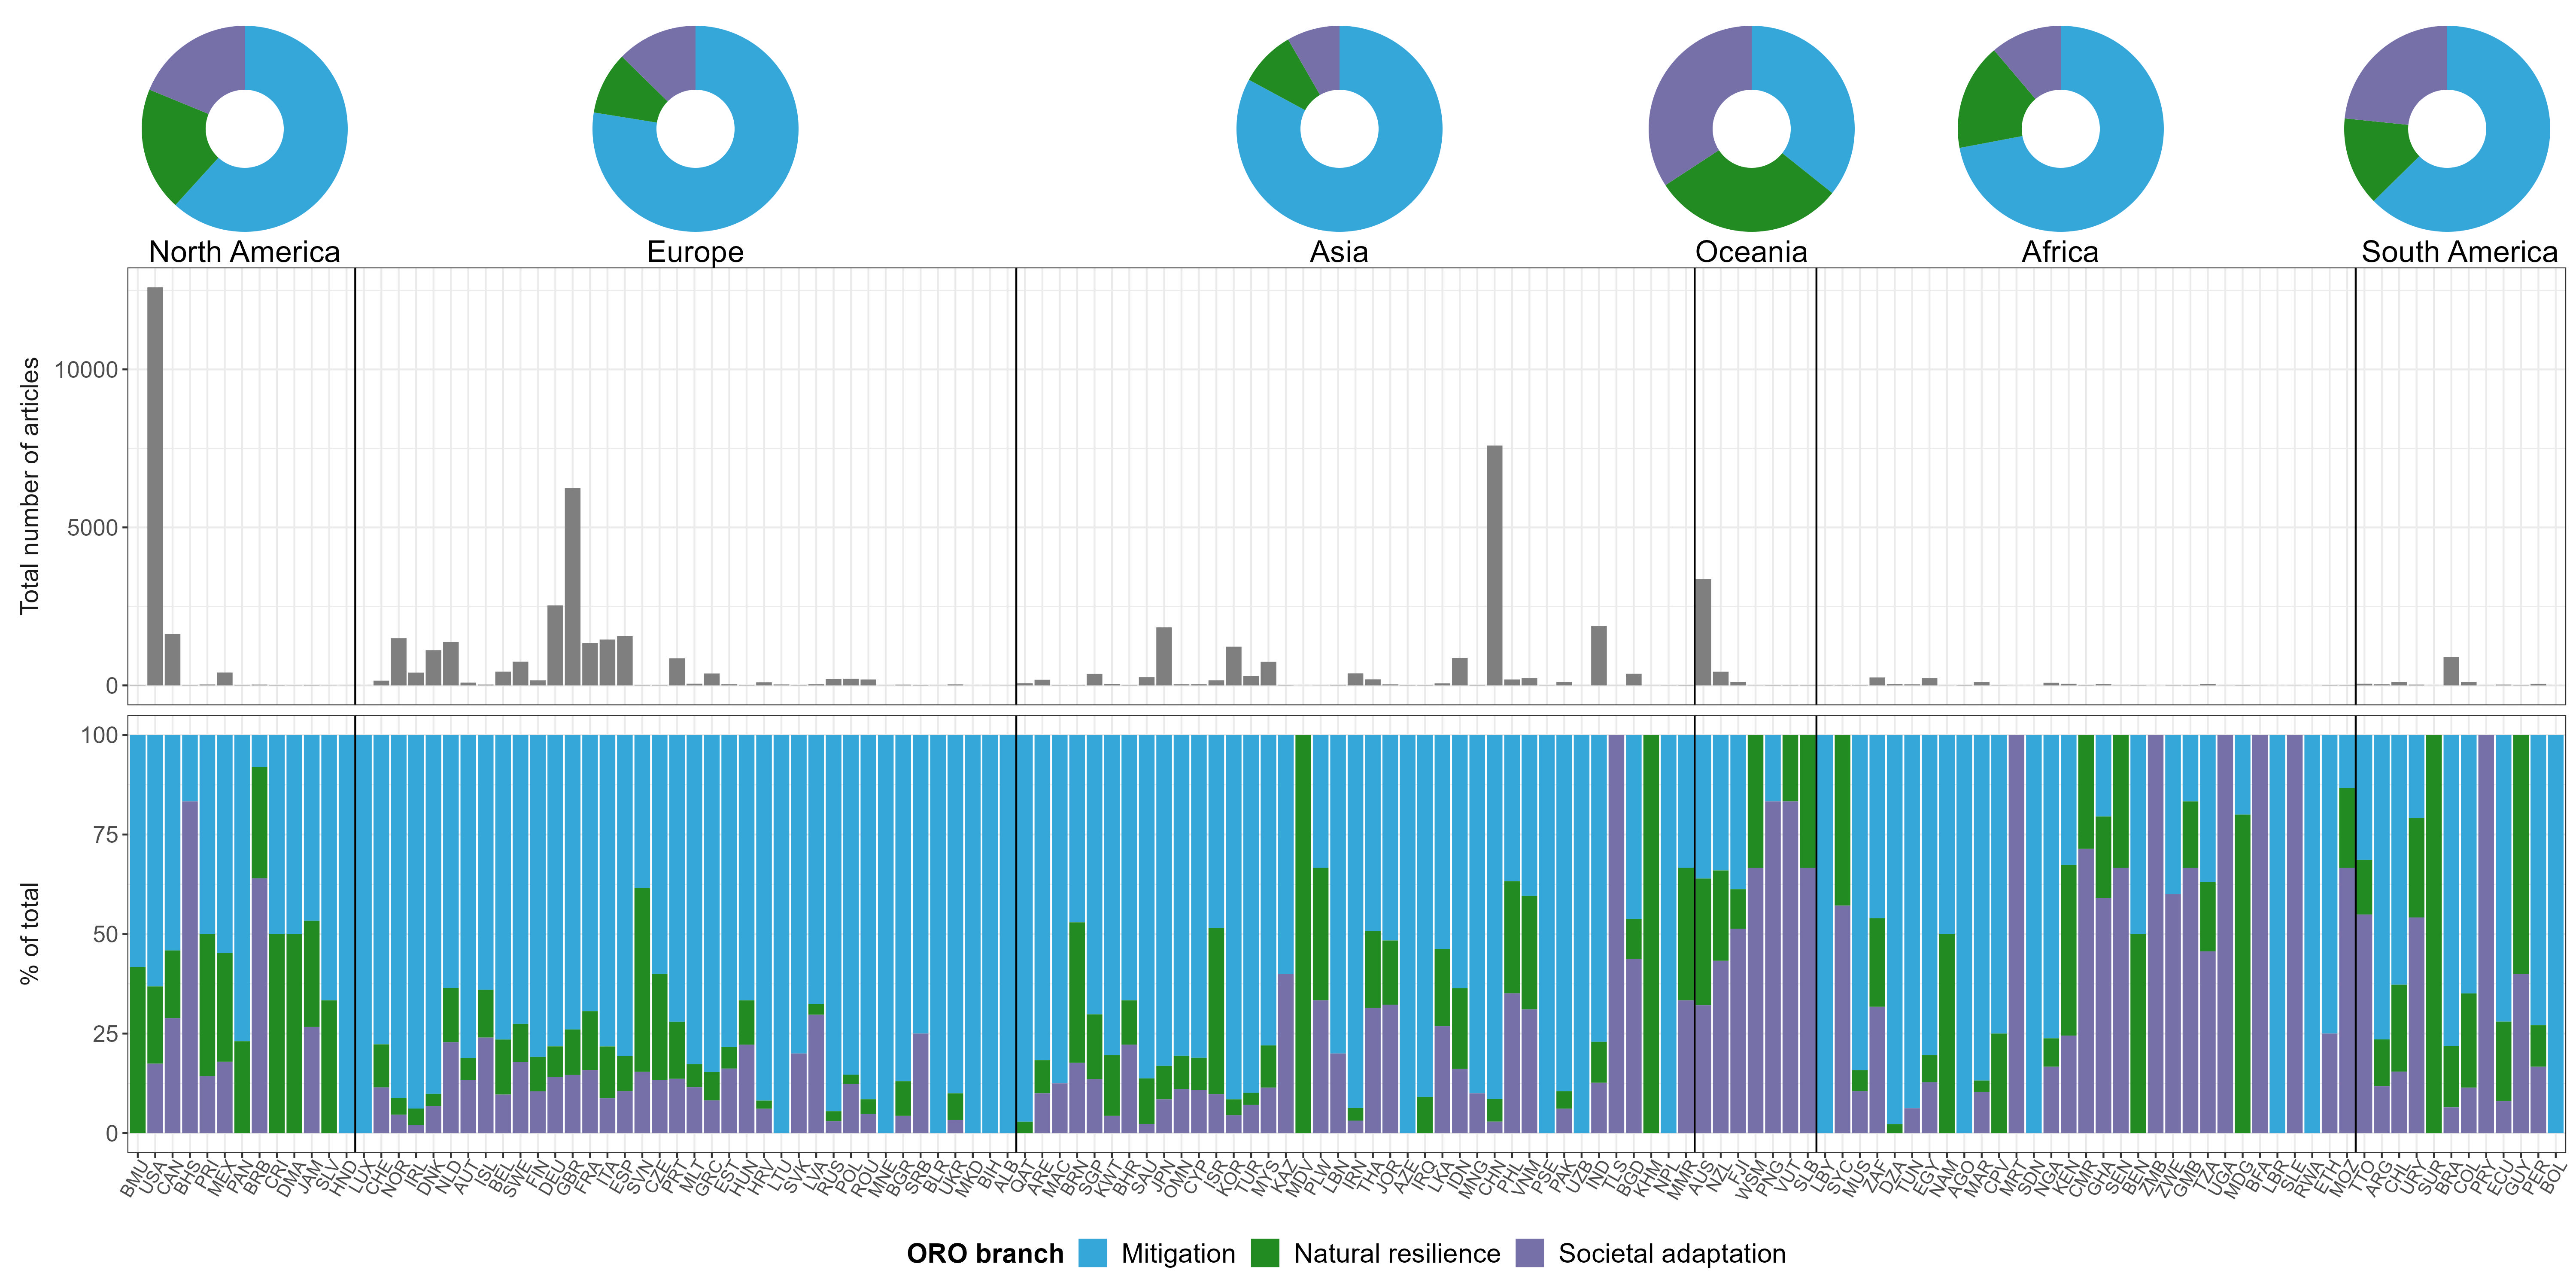 North America Europe Asia Oceania Africa South America
Total number of articles
10000
5000
0
% of total
100
75
50
25
0
BMU USA CAN BHS PRI MEX PAN BRB CRI DMA JAM SLV HND LUX CHE NOR IRL DNK NLD AUT ISL BEL SWE FIN DEU GBR FRA ITA ESP SVN CZE PRT MLT GRC EST HUN HRV LTU SVK LVA RUS POL ROU MNE BGR SRB BLR UKR MKD BIH ALB QAT ARE MAC BRN SGP KWT BHR SAU JPN OMN CYP ISR KOR TUR MYS KAZ MDV PLW LBN IRN THA JOR AZE IRQ LKA IDN MNG CHN PHL VNM PSE PAK UZB IND TLS BGD KHM NPL MMR AUS NZL FJI WSM PNG VUT SLB LBY SYC MUS ZAF DZA TUN EGY NAM AGO MAR CPV MRT SDN NGA KEN CMR GHA SEN BEN ZMB ZWE GMB TZA UGA MDG BFA LBR SLE RWA ETH MOZ TTO ARG CHL URY SUR BRA COL PRY ECU GUY PER BOL
ORO branch Mitigation Natural resilience Societal adaptation